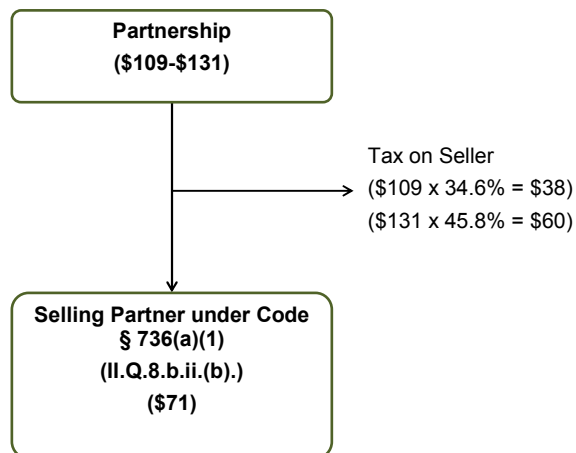 Partnership
($109-$131)
Tax on Seller
($109 x 34.6% = $38)
($131 x 45.8% = $60)
Selling Partner under Code
§ 736(a)(1)
(II.Q.8.b.ii.(b).)
($71)